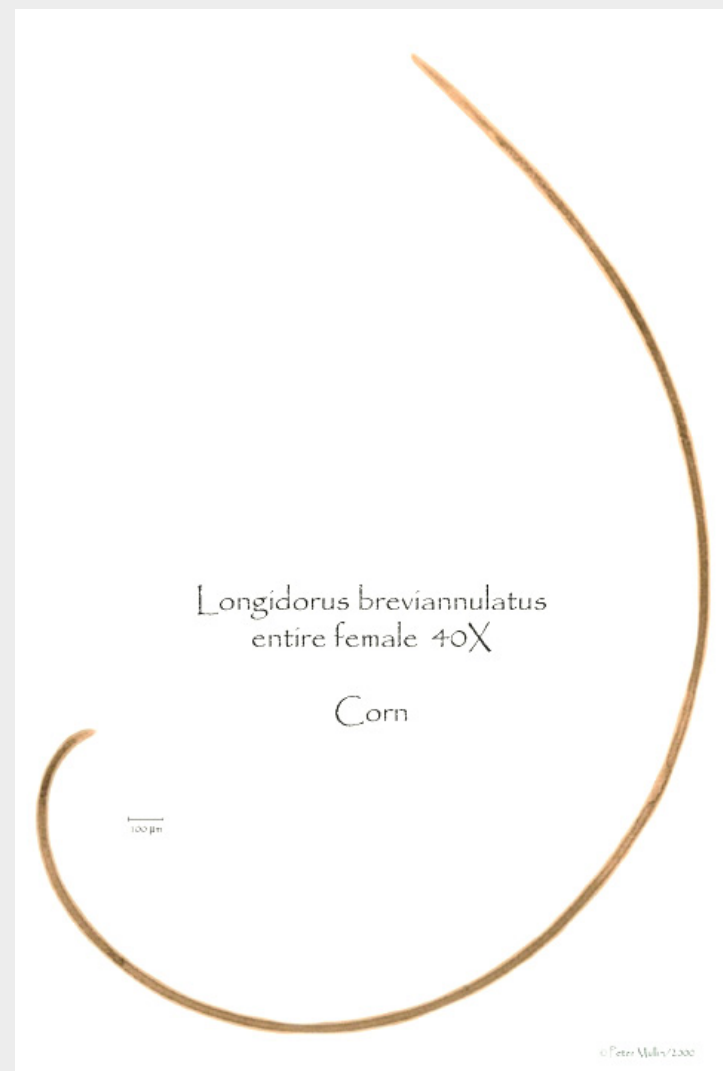 Longidorus breviannulatus
entire female 40X
Corn
100 µm
© Peter Mullin/2000